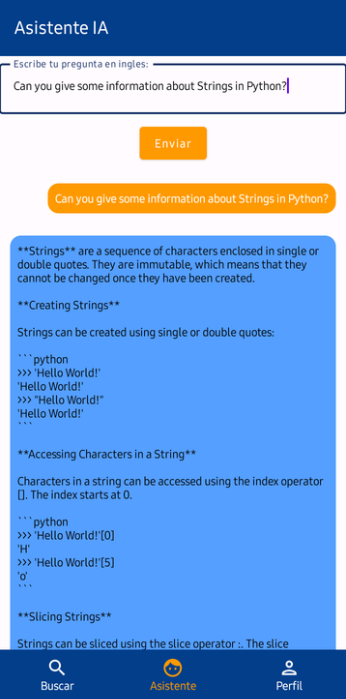 Asistente IA
Escribe tu pregunta en ingles:
Can you give some information about Strings in Python?
Enviar
Can you give some information about Strings in Python?
**Strings** are a sequence of characters enclosed in single or
double quotes. They are immutable, which means that they
cannot be changed once they have been created.
**Creating Strings**
Strings can be created using single or double quotes:
```python
>>> 'Hello World!'
'Hello World!'
>>> "Hello World!"
'Hello World!'
```
**Accessing Characters in a String**
Characters in a string can be accessed using the index operator
[]. The index starts at 0.
```python
>>> 'Hello World!'[0]
'H'
>>> 'Hello World!'[5]
'o'
```
**Slicing Strings**
Strings can be sliced using the slice operator :. The slice
Buscar
Asistente
Perfil